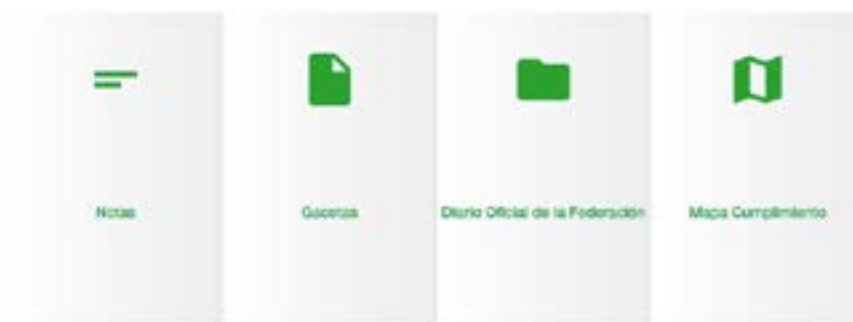 Notas
Gacetas
Diario Oficial de la Federación
Mapa Cumplimiento